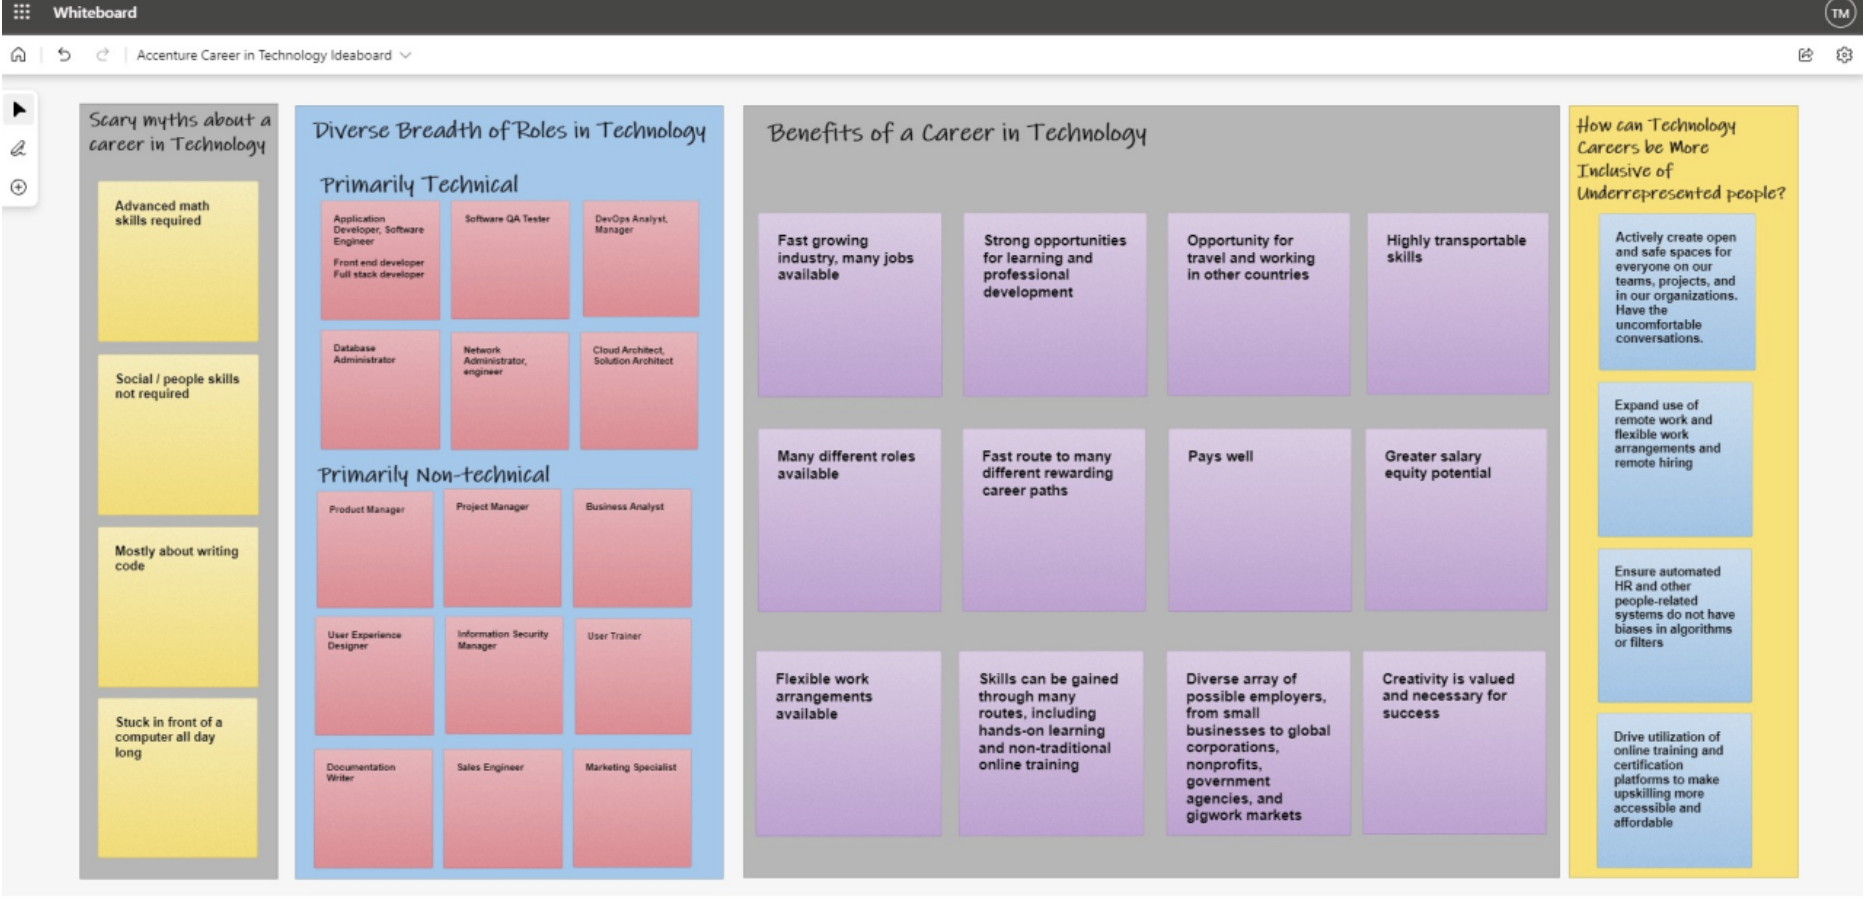 Whiteboard
TM
Accenture Career in Technology Ideaboard
Scary myths about a
career in Technology
Advanced math
skills required
Social / people skills
not required
Mostly about writing
code
Stuck in front of a
computer all day
long
Diverse Breadth of Roles in Technology
Primarily Technical
Application
Developer, Software
Engineer
Front end developer
Full stack developer
Software QA Tester
DevOps Analyst,
Manager
Database
Administrator
Network
Administrator,
engineer
Cloud Architect,
Solution Architect
Primarily Non-technical
Product Manager
Project Manager
Business Analyst
User Experience
Designer
Information Security
Manager
User Trainer
Documentation
Writer
Sales Engineer
Marketing Specialist
Benefits of a Career in Technology
Fast growing
industry, many jobs
available
Strong opportunities
for learning and
professional
development
Opportunity for
travel and working
in other countries
Highly transportable
skills
Many different roles
available
Fast route to many
different rewarding
career paths
Pays well
Greater salary
equity potential
Flexible work
arrangements
available
Skills can be gained
through many
routes, including
hands-on learning
and non-traditional
online training
Diverse array of
possible employers,
from small
businesses to global
corporations,
nonprofits,
government
agencies, and
gigwork markets
Creativity is valued
and necessary for
success
How can Technology
Careers be More
Inclusive of
Underrepresented people?
Actively create open
and safe spaces for
everyone on our
teams, projects, and
in our organizations.
Have the
uncomfortable
conversations.
Expand use of
remote work and
flexible work
arrangements and
remote hiring
Ensure automated
HR and other
people-related
systems do not have
biases in algorithms
or filters
Drive utilization of
online training and
certification
platforms to make
upskilling more
accessible and
affordable